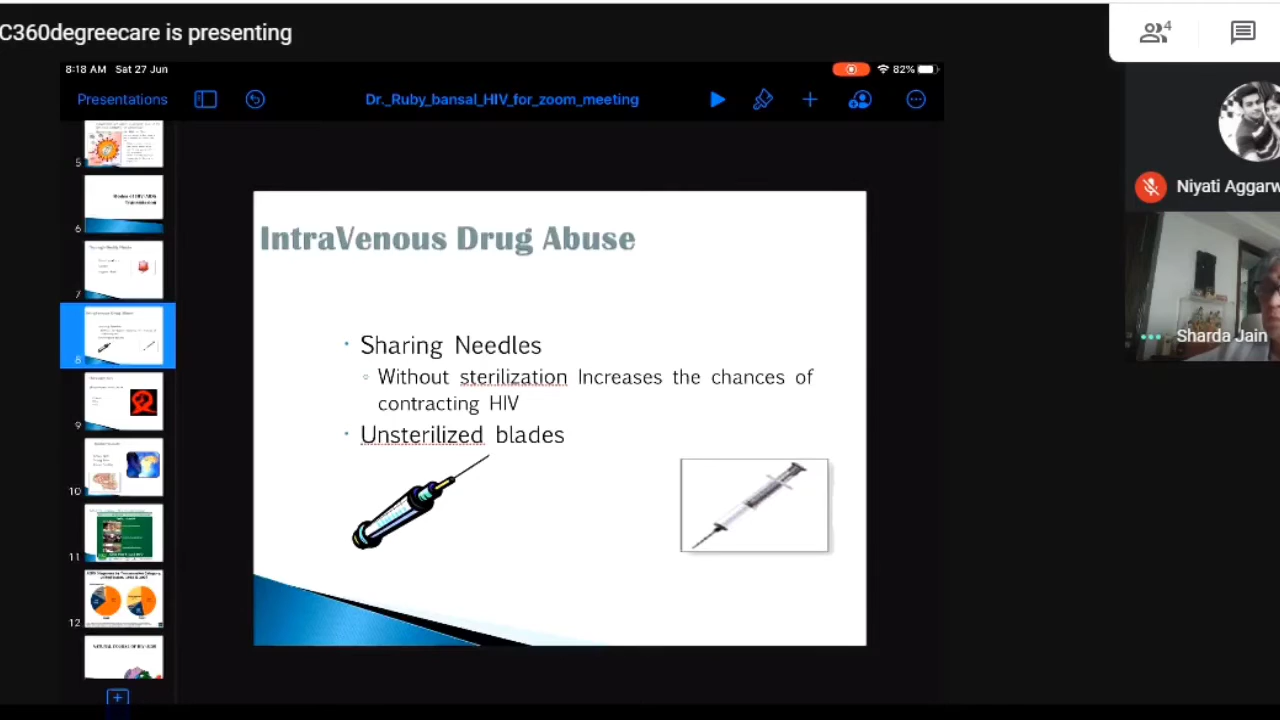 C360degreecare is presenting
4
8:18 AM Sat 27 Jun
82%
Presentations
Dr._Ruby_bansal_HIV_for_zoom_meeting
Niyati Aggarw
Sharda Jain
5
6
7
8
9
10
11
12
IntraVenous Drug Abuse
Sharing Needles
Without sterilization Increases the chances of
contracting HIV
Unsterilized blades